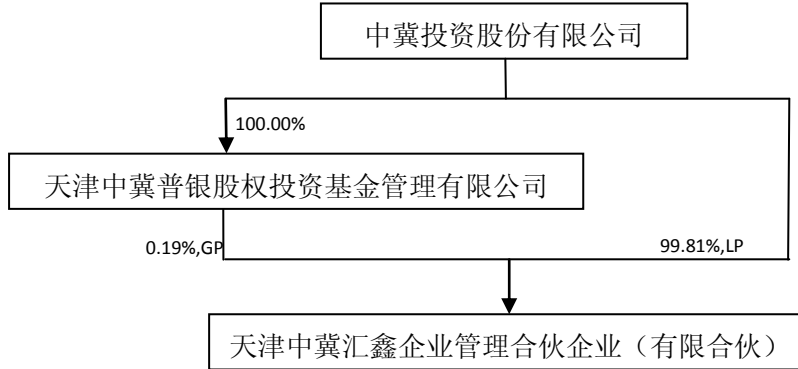 中冀投资股份有限公司
100.00%
天津中冀普银股权投资基金管理有限公司
0.19%,GP
99.81%,LP
天津中冀汇鑫企业管理合伙企业（有限合伙）